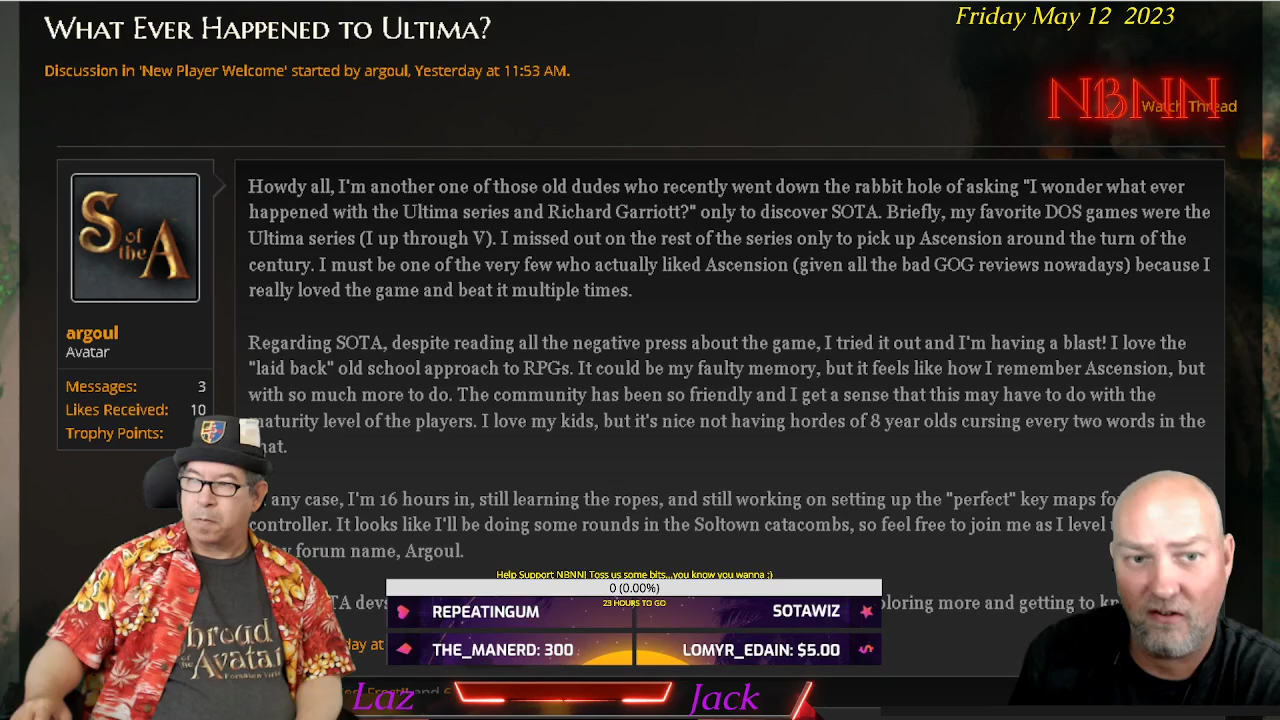 WHAT EVER HAPPENED TO ULTIMA?
Friday May 12 2023
Discussion in 'New Player Welcome' started by argoul, Yesterday at 11:53 AM.
NBNN
Watch Thread
S of the A
argoul
Avatar
Messages: 3
Likes Received: 10
Trophy Points:
Howdy all, I'm another one of those old dudes who recently went down the rabbit hole of asking "I wonder what ever
happened with the Ultima series and Richard Garriott?" only to discover SOTA. Briefly, my favorite DOS games were the
Ultima series (I up through V). I missed out on the rest of the series only to pick up Ascension around the turn of the
century. I must be one of the very few who actually liked Ascension (given all the bad GOG reviews nowadays) because I
really loved the game and beat it multiple times.
Regarding SOTA, despite reading all the negative press about the game, I tried it out and I'm having a blast! I love the
"laid back" old school approach to RPGs. It could be my faulty memory, but it feels like how I remember Ascension, but
with so much more to do. The community has been so friendly and I get a sense that this may have to do with the
maturity level of the players. I love my kids, but it's nice not having hordes of 8 year olds cursing every two words in the
hat.
any case, I'm 16 hours in, still learning the ropes, and still working on setting up the "perfect" key maps fo
controller. It looks like I'll be doing some rounds in the Soltown catacombs, so feel free to join me as I level
forum name, Argoul.
TA devs
ploring more and getting to kn
day at
Help Support NBNN! Toss us some bits...you know you wanna :)
0 (0.00%)
23 HOURS TO GO
REPEATINGUM
SOTAWIZ
THE_MANERD: 300
LOMYR_EDAIN: $5.00
Shroud
of the
Avatar
Laz
Jack